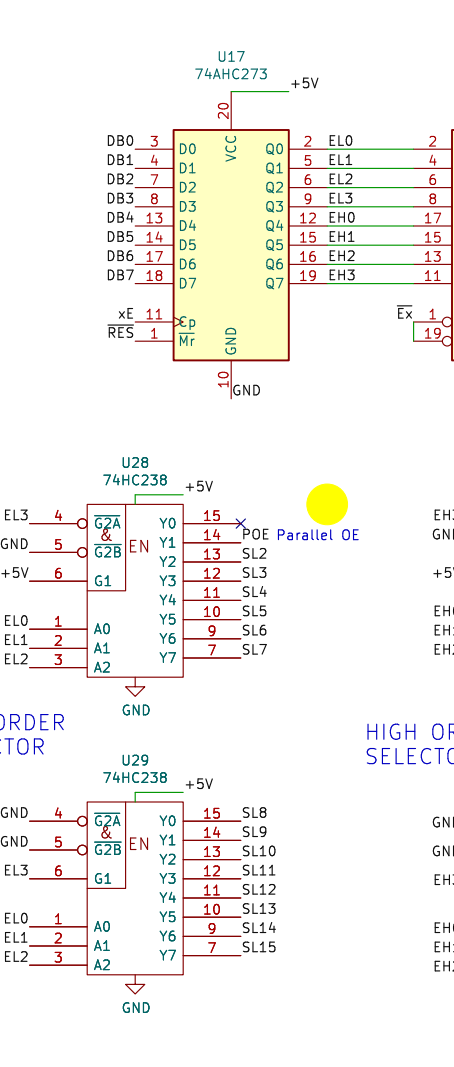 U17
74AHC273
+5V
20
VCC
DB0 3 D0 Q0 2 EL0 2
DB1 4 D1 Q1 5 EL1 4
DB2 7 D2 Q2 6 EL2 6
DB3 8 D3 Q3 9 EL3 8
DB4 13 D4 Q4 12 EH0 17
DB5 14 D5 Q5 15 EH1 15
DB6 17 D6 Q6 16 EH2 13
DB7 18 D7 Q7 19 EH3 11
xE 11 Cp Ex 1
RES 1 Mr 19
GND
10
GND
U28
74HC238
+5V
EL3 4 G2A Y0 15 EH3
& POE Parallel OE
GND 5 G2B EN Y1 14 GND
Y2 13 SL2
+5V 6 G1 Y3 12 SL3 +5V
Y4 11 SL4
EL0 1 A0 Y5 10 SL5 EH0
EL1 2 A1 Y6 9 SL6 EH1
EL2 3 A2 Y7 7 SL7 EH2
GND
ORDER
CTOR
HIGH OR
SELECTO
U29
74HC238
+5V
GND 4 G2A Y0 15 SL8 GND
&
GND 5 G2B EN Y1 14 SL9 GND
Y2 13 SL10
EL3 6 G1 Y3 12 SL11 EH3
Y4 11 SL12
EL0 1 A0 Y5 10 SL13 EH0
EL1 2 A1 Y6 9 SL14 EH1
EL2 3 A2 Y7 7 SL15 EH2
GND